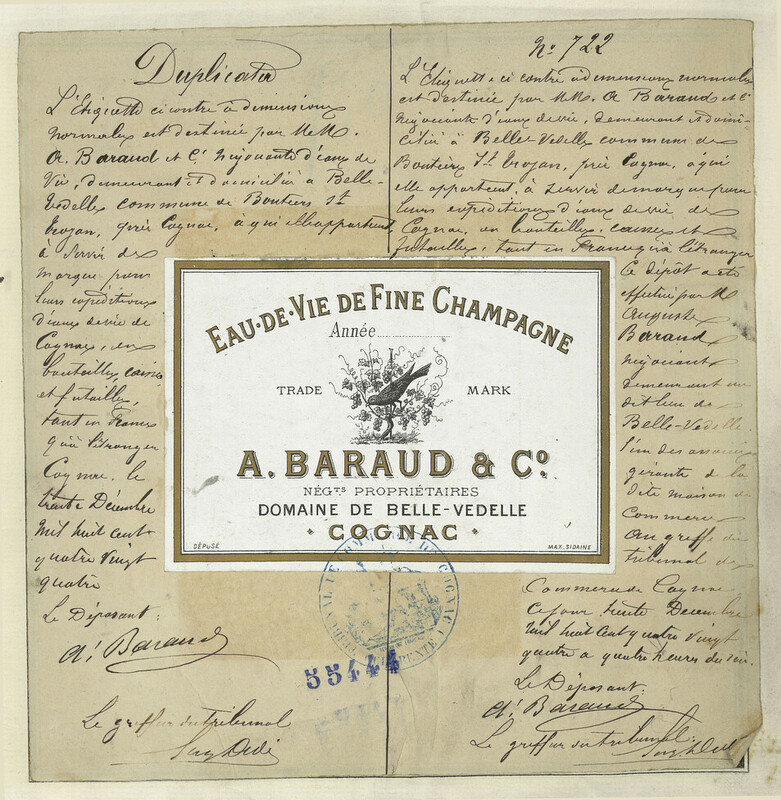 Duplicata
L'Etiquette ci contre à dimensions
normales est destinée par M.M.
A. Baraud et Cie négociants d'eaux de
Vie, demeurant et domiciliés à Belle-
Vedelle commune de Boutiers St
Trojan, près Cognac, à qui elle appartient,
à servir de
marque pour
leurs expéditions
d'eaux de vie de
Cognac, en
bouteilles, caisses
et futailles,
tant en France
qu'à l'étranger
Cognac, le
trente Décembre
mil huit cent
quatre vingt
quatre
Le Déposant:
A. Baraud
Le greffier du tribunal
No 722
L'Etiquette ci contre à dimensions normales
est destinée par M.M. A. Baraud et Cie
négociants d'eaux de vie, demeurant et domi-
ciliés à Belle-Vedelle commune de
Boutiers St Trojan, près Cognac, à qui
elle appartient, à servir de marque pour
leurs expéditions d'eaux de vie de
Cognac, en bouteilles, caisses et
futailles, tant en France qu'à l'étranger
Ce dépôt a été
effectué par M
Auguste
Baraud
négociant
demeurant au
dit lieu de
Belle-Vedelle
l'un des associés
gérants de la
dite maison de
Commerce
au greffe du
tribunal de
Commerce de Cognac
ce jour trente Décembre
mil huit cent quatre vingt
quatre à quatre heures du soir.
Le Déposant:
A. Baraud
Le greffier du tribunal:
EAU-DE-VIE DE FINE CHAMPAGNE
Année
TRADE MARK
A. BARAUD & Co.
NÉGTS PROPRIÉTAIRES
DOMAINE DE BELLE-VEDELLE
COGNAC
DÉPOSÉ
MAX. SIDAINE
55444